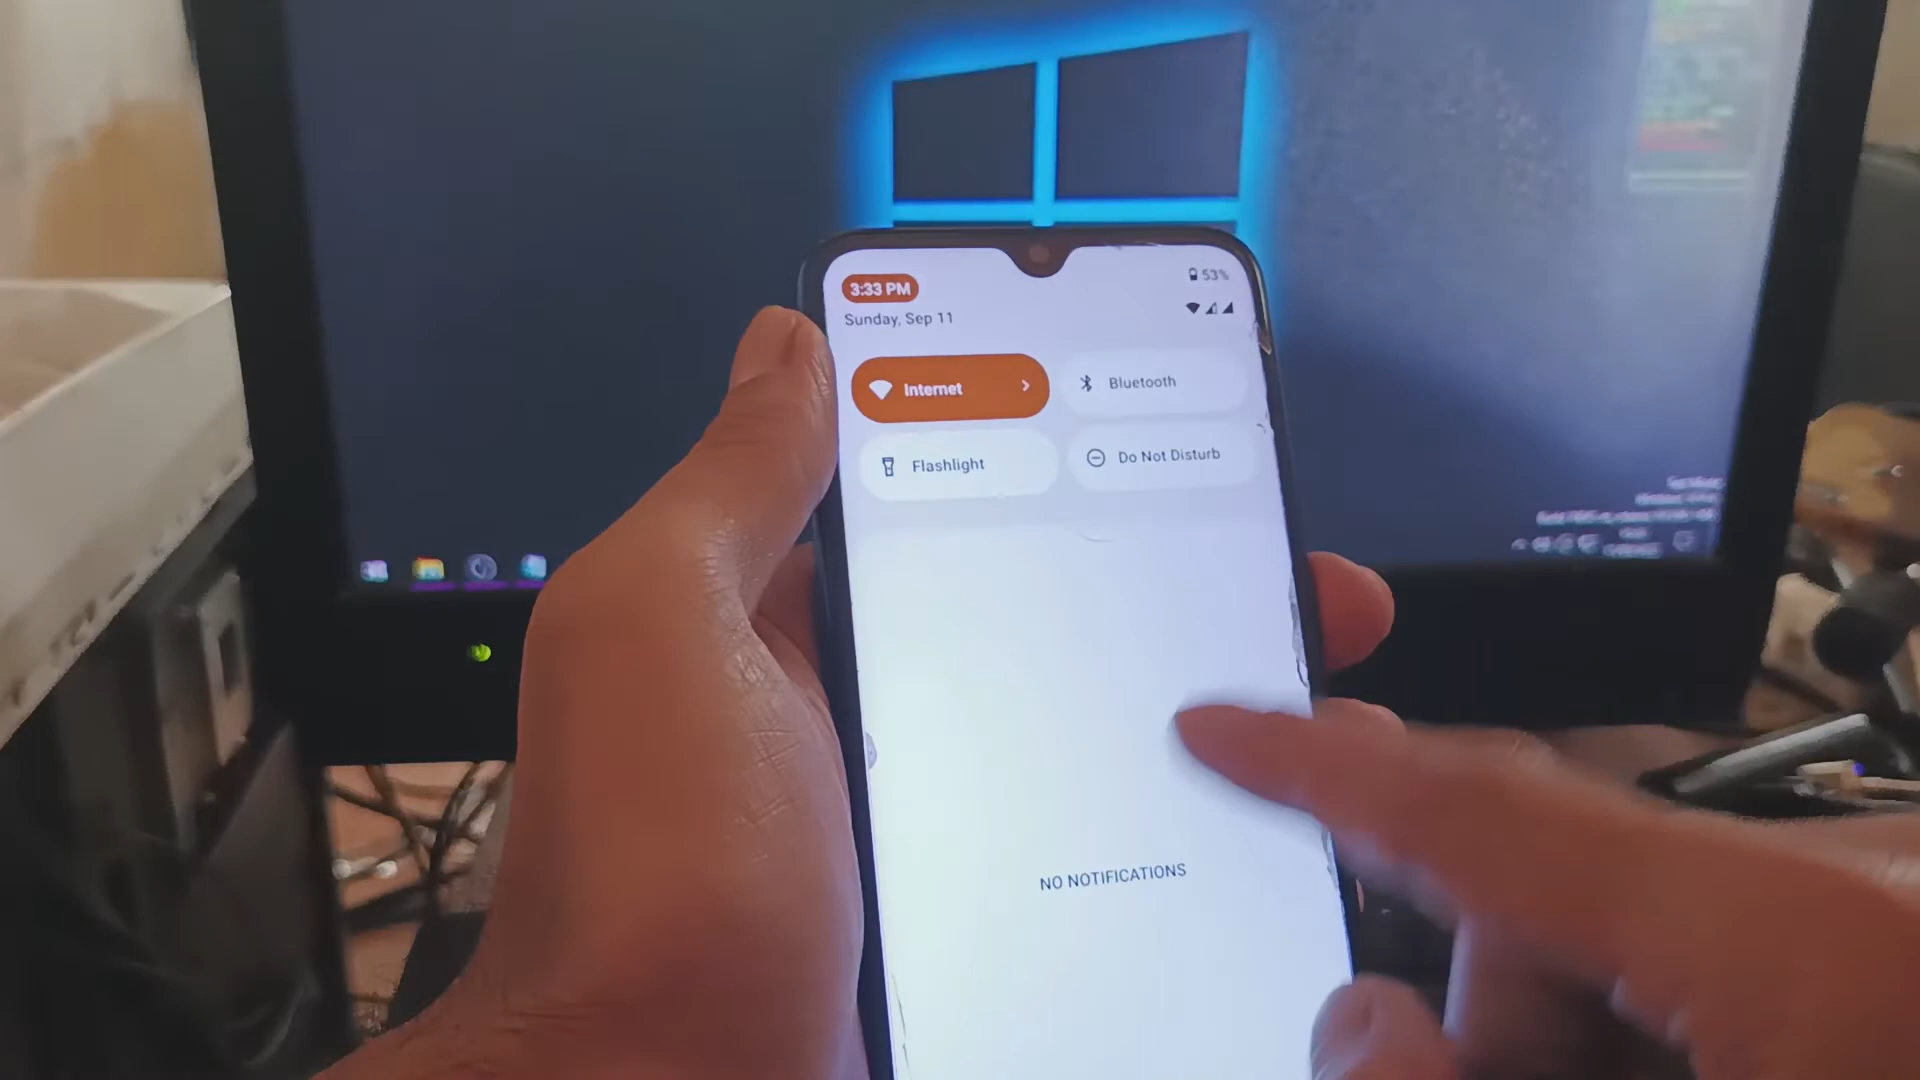 3:33 PM
53%
Sunday, Sep 11
Internet
Bluetooth
Flashlight
Do Not Disturb
NO NOTIFICATIONS